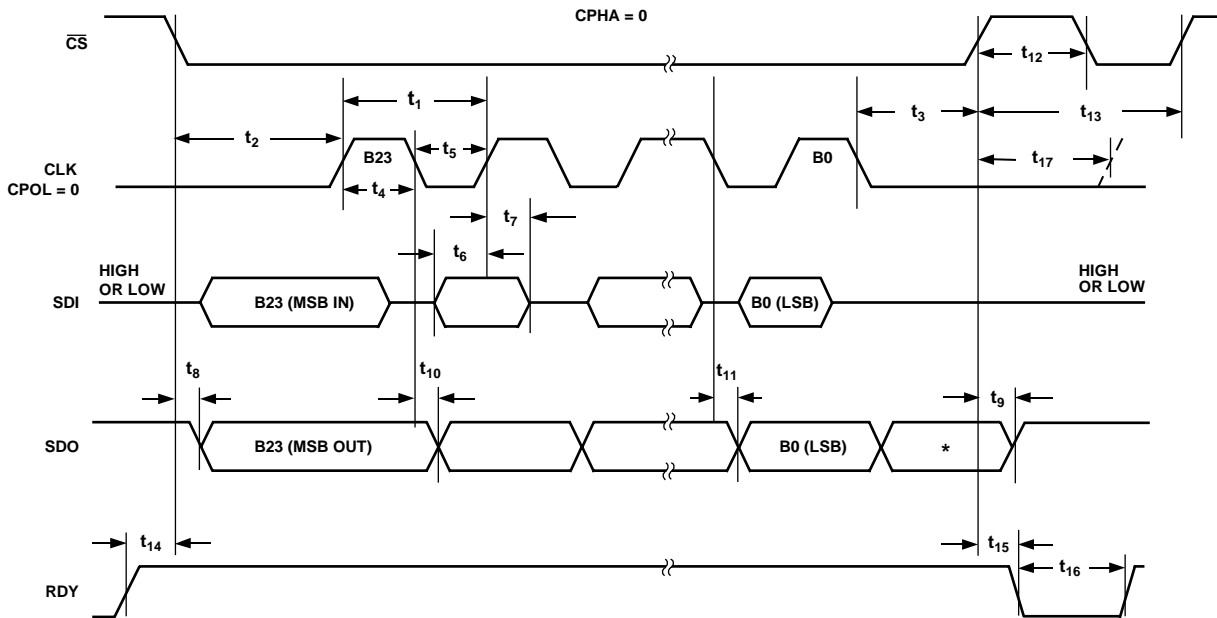 CPHA = 0
CS
t12
t1
t3
t13
t2
B23
t5
B0
t17
CLK
CPOL = 0
t4
t7
t6
HIGH
OR LOW
HIGH
OR LOW
SDI
B23 (MSB IN)
B0 (LSB)
t8
t10
t11
t9
SDO
B23 (MSB OUT)
B0 (LSB)
*
t14
t15
t16
RDY